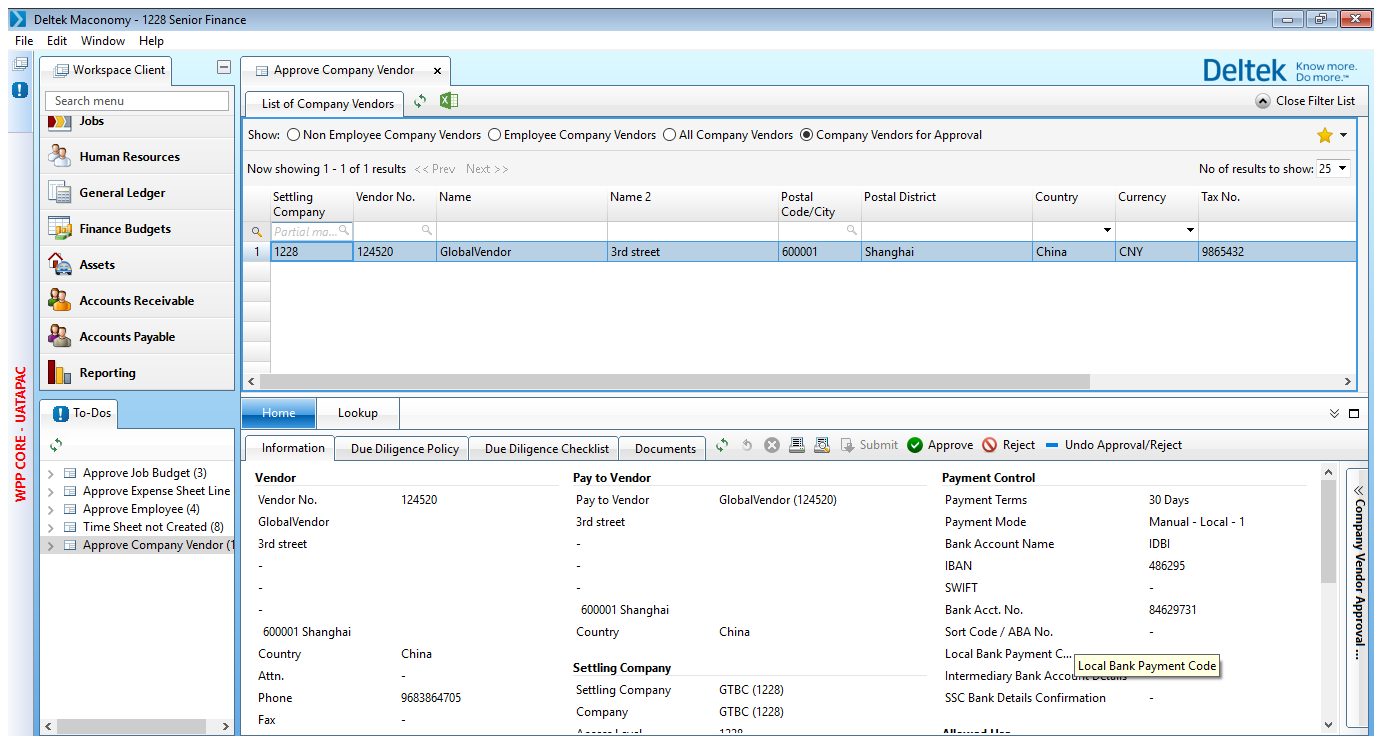 Deltek Maconomy - 1228 Senior Finance
File Edit Window Help
Workspace Client
Approve Company Vendor x
Deltek Know more. Do more.™
Search menu
List of Company Vendors
Close Filter List
Jobs
Human Resources
General Ledger
Finance Budgets
Assets
Accounts Receivable
Accounts Payable
Reporting
Show: Non Employee Company Vendors Employee Company Vendors All Company Vendors Company Vendors for Approval
Now showing 1 - 1 of 1 results << Prev Next >> No of results to show: 25
Settling Company Vendor No. Name Name 2 Postal Code/City Postal District Country Currency Tax No.
Partial ma...
1 1228 124520 GlobalVendor 3rd street 600001 Shanghai China CNY 9865432
WPP CORE - UATAPAC
To-Dos
Approve Job Budget (3)
Approve Expense Sheet Line
Approve Employee (4)
Time Sheet not Created (8)
Approve Company Vendor (1
Home Lookup
Information Due Diligence Policy Due Diligence Checklist Documents Submit Approve Reject Undo Approval/Reject
Vendor
Vendor No. 124520
GlobalVendor
3rd street
-
-
-
600001 Shanghai
Country China
Attn. -
Phone 9683864705
Fax -
Pay to Vendor
Pay to Vendor GlobalVendor (124520)
3rd street
-
-
-
600001 Shanghai
Country China
Settling Company
Settling Company GTBC (1228)
Company GTBC (1228)
Access Level 1228
Payment Control
Payment Terms 30 Days
Payment Mode Manual - Local - 1
Bank Account Name IDBI
IBAN 486295
SWIFT -
Bank Acct. No. 84629731
Sort Code / ABA No. -
Local Bank Payment C...
Local Bank Payment Code
Intermediary Bank Account Details
SSC Bank Details Confirmation -
Allowed Use
Company Vendor Approval ...